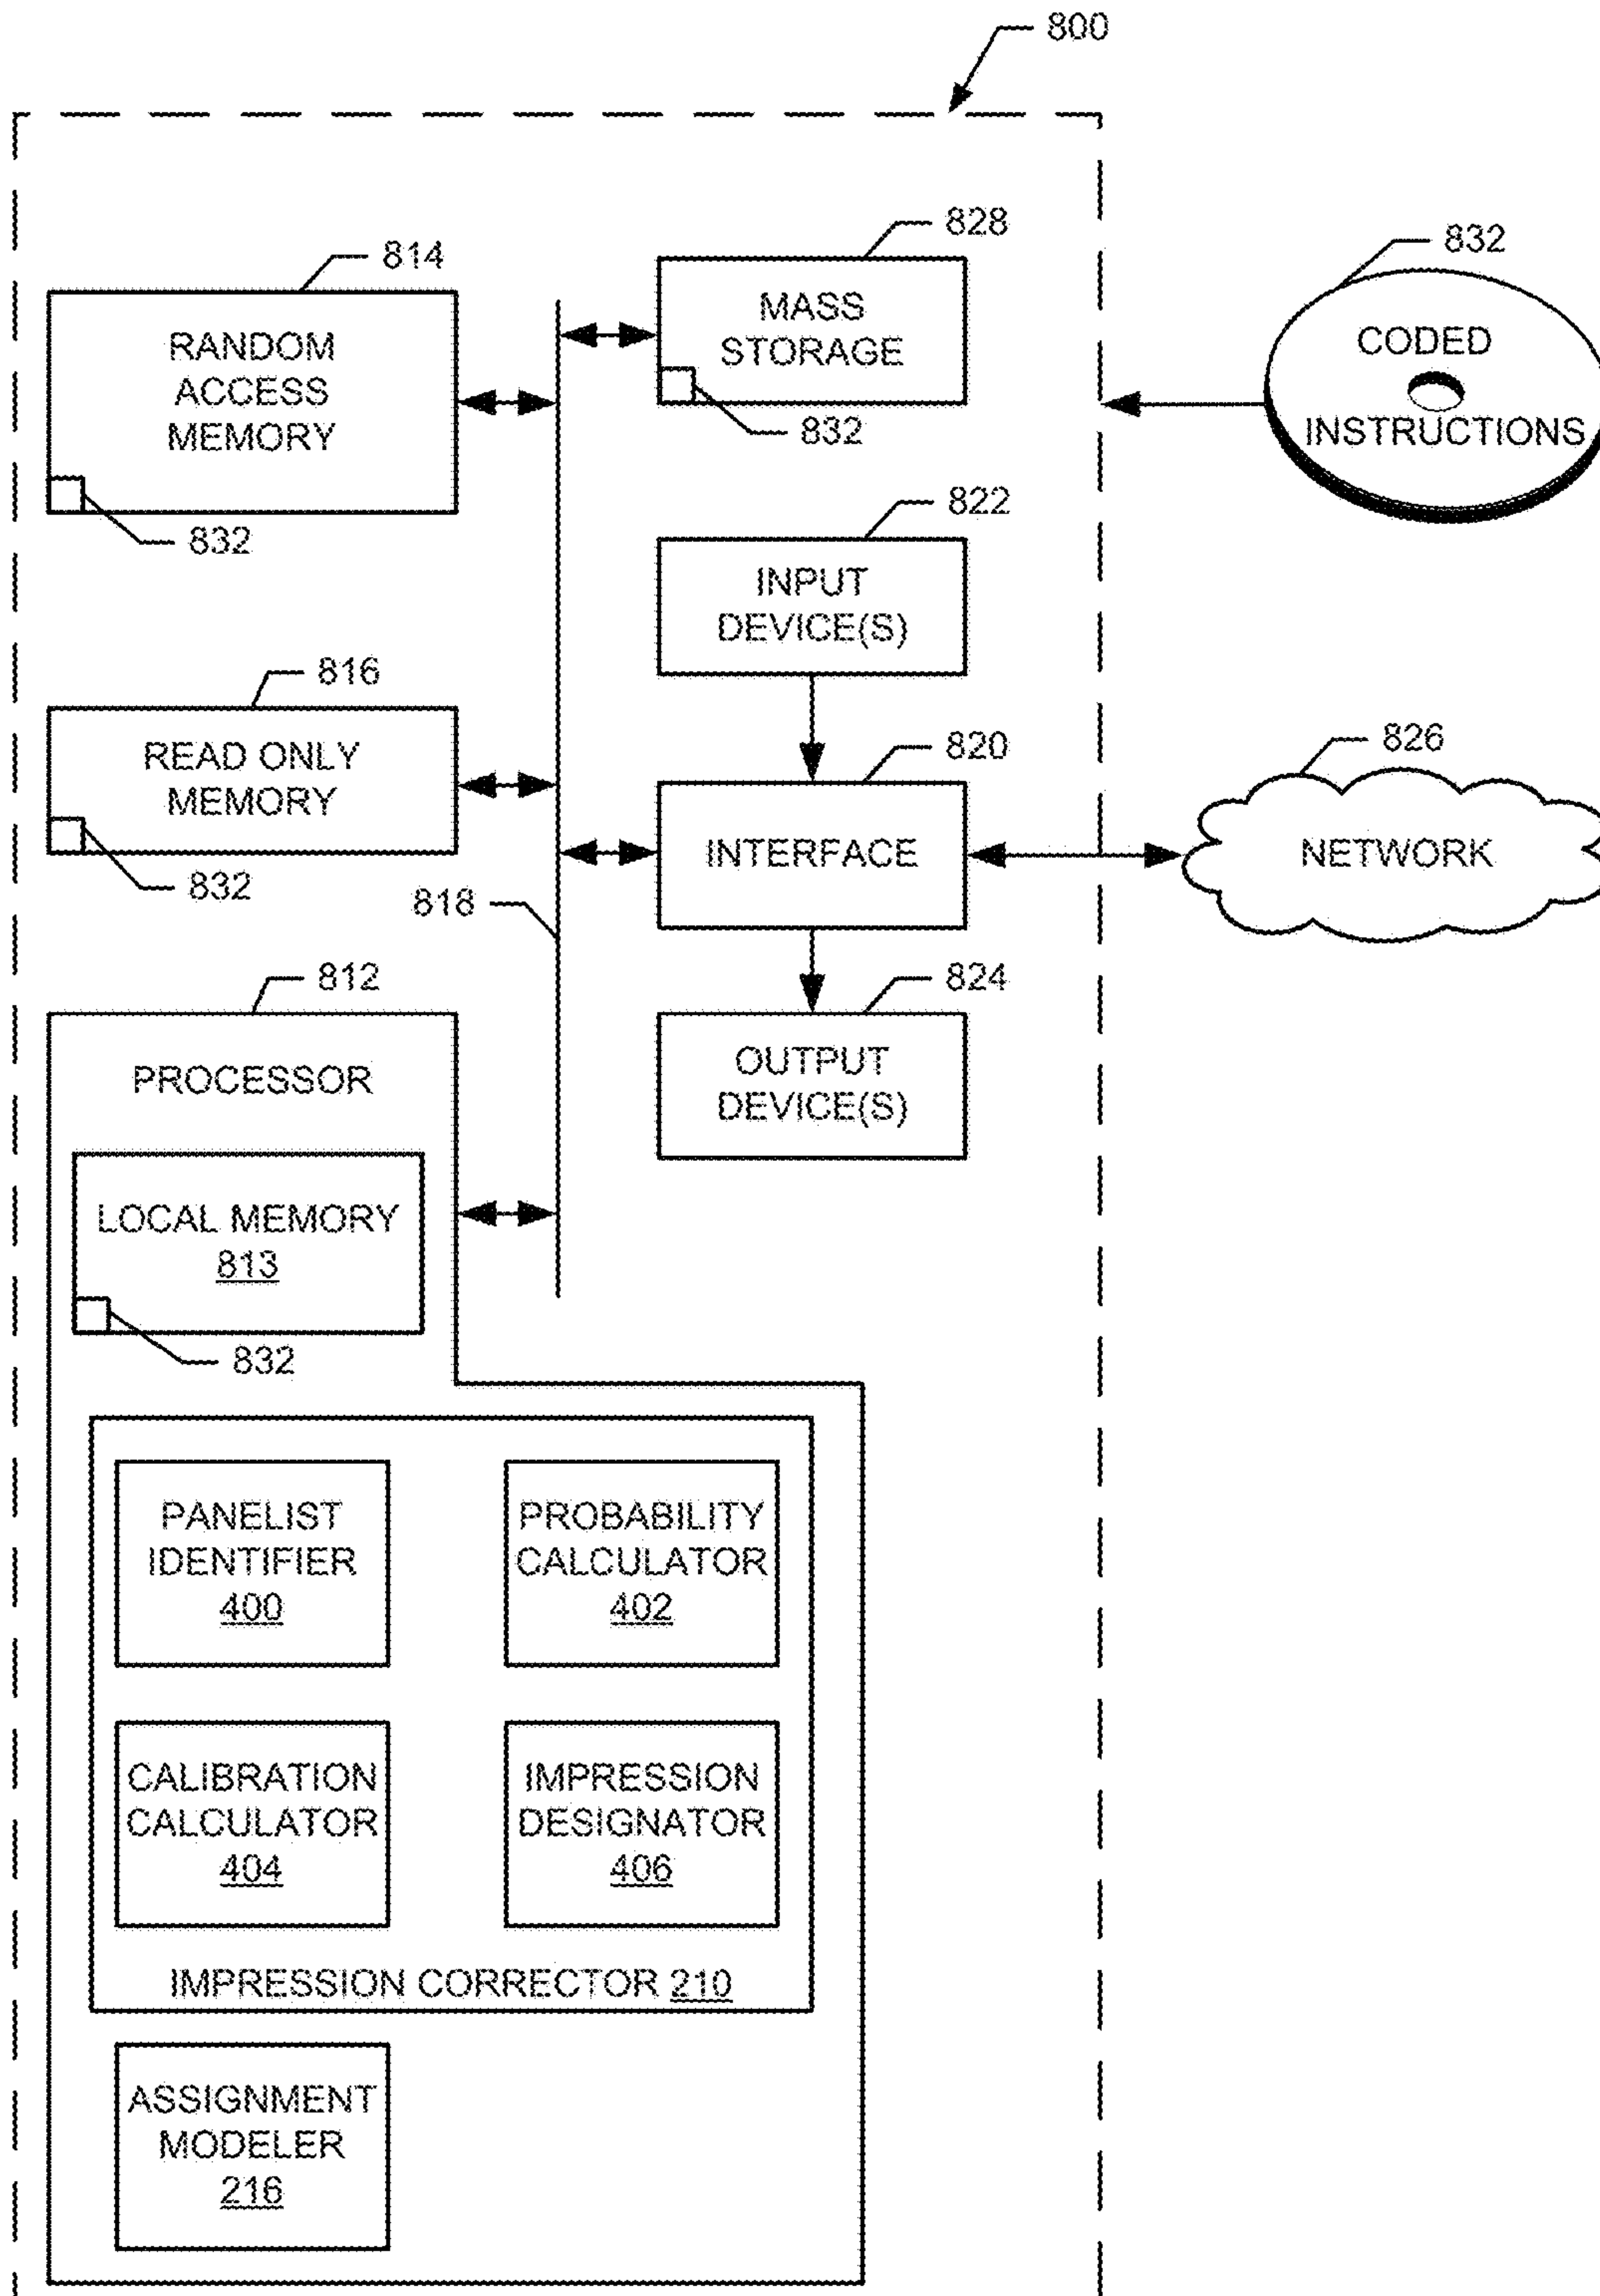 800
814
RANDOM
ACCESS
MEMORY
832
828
MASS
STORAGE
832
832
CODED
INSTRUCTIONS
822
INPUT
DEVICE(S)
816
READ ONLY
MEMORY
832
818
820
INTERFACE
826
NETWORK
824
OUTPUT
DEVICE(S)
812
PROCESSOR
LOCAL MEMORY
813
832
PANELIST
IDENTIFIER
400
PROBABILITY
CALCULATOR
402
CALIBRATION
CALCULATOR
404
IMPRESSION
DESIGNATOR
406
IMPRESSION CORRECTOR 210
ASSIGNMENT
MODELER
216